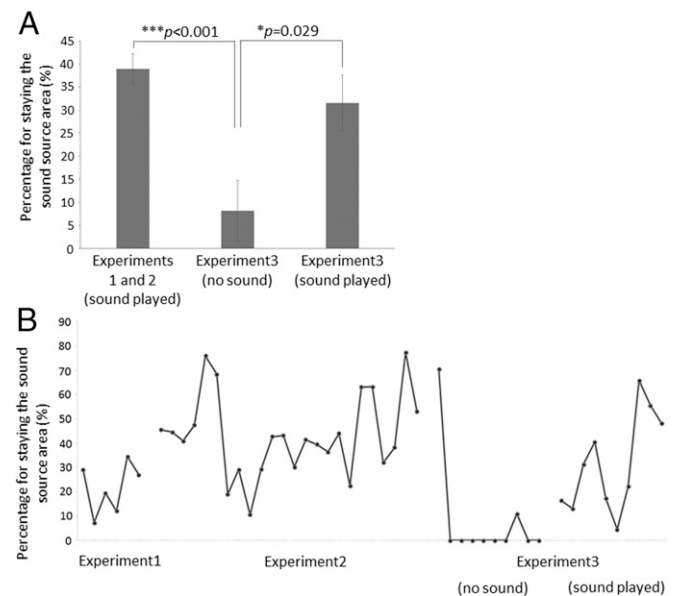 A
***p<0.001
*p=0.029
Percentage for staying the
sound source area (%)
45
40
35
30
25
20
15
10
5
0
Experiments
1 and 2
(sound played)
Experiment3
(no sound)
Experiment3
(sound played)
B
Percentage for staying the sound
source area (%)
90
80
70
60
50
40
30
20
10
0
Experiment1
Experiment2
Experiment3
(no sound)
(sound played)